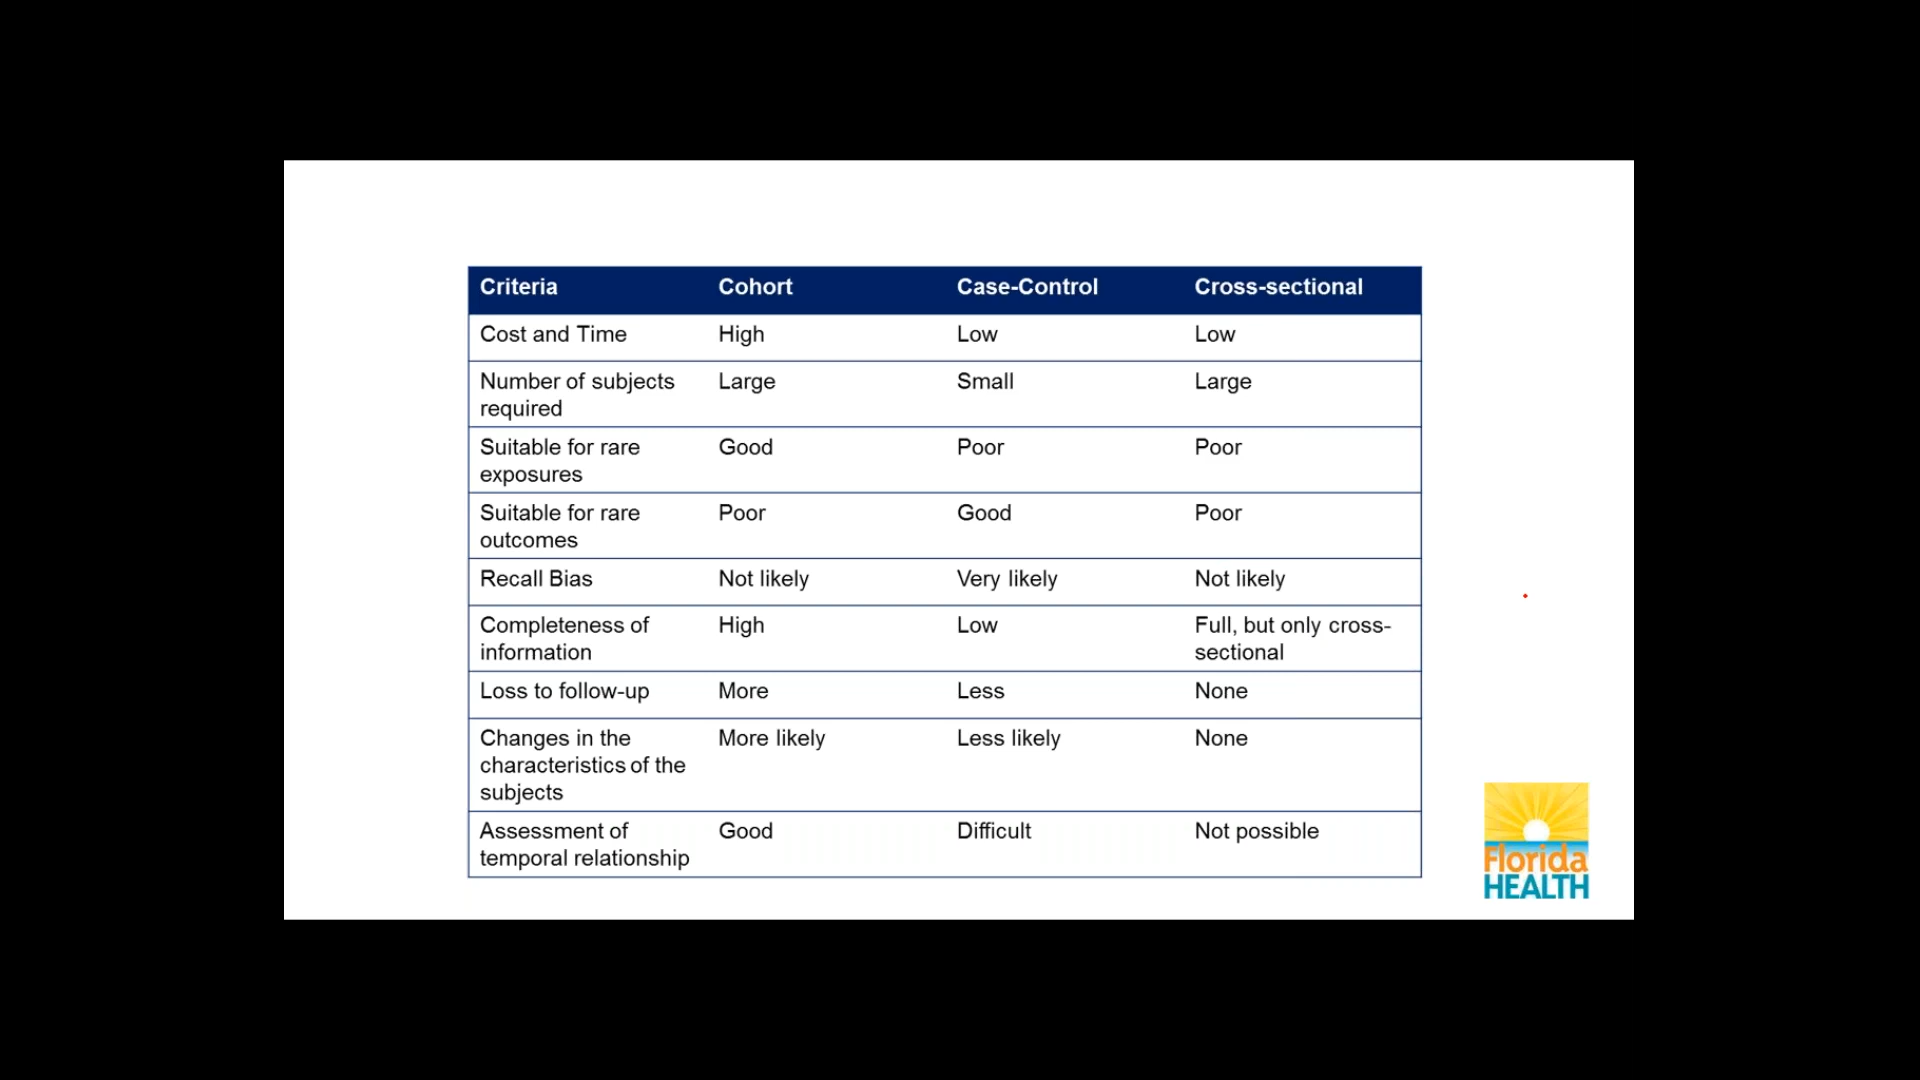 Criteria Cohort Case-Control Cross-sectional
Cost and Time High Low Low
Number of subjects Large Small Large
required
Suitable for rare Good Poor Poor
exposures
Suitable for rare Poor Good Poor
outcomes
Recall Bias Not likely Very likely Not likely
Completeness of High Low Full, but only cross-
information sectional
Loss to follow-up More Less None
Changes in the More likely Less likely None
characteristics of the
subjects
Assessment of Good Difficult Not possible
temporal relationship
Florida
HEALTH